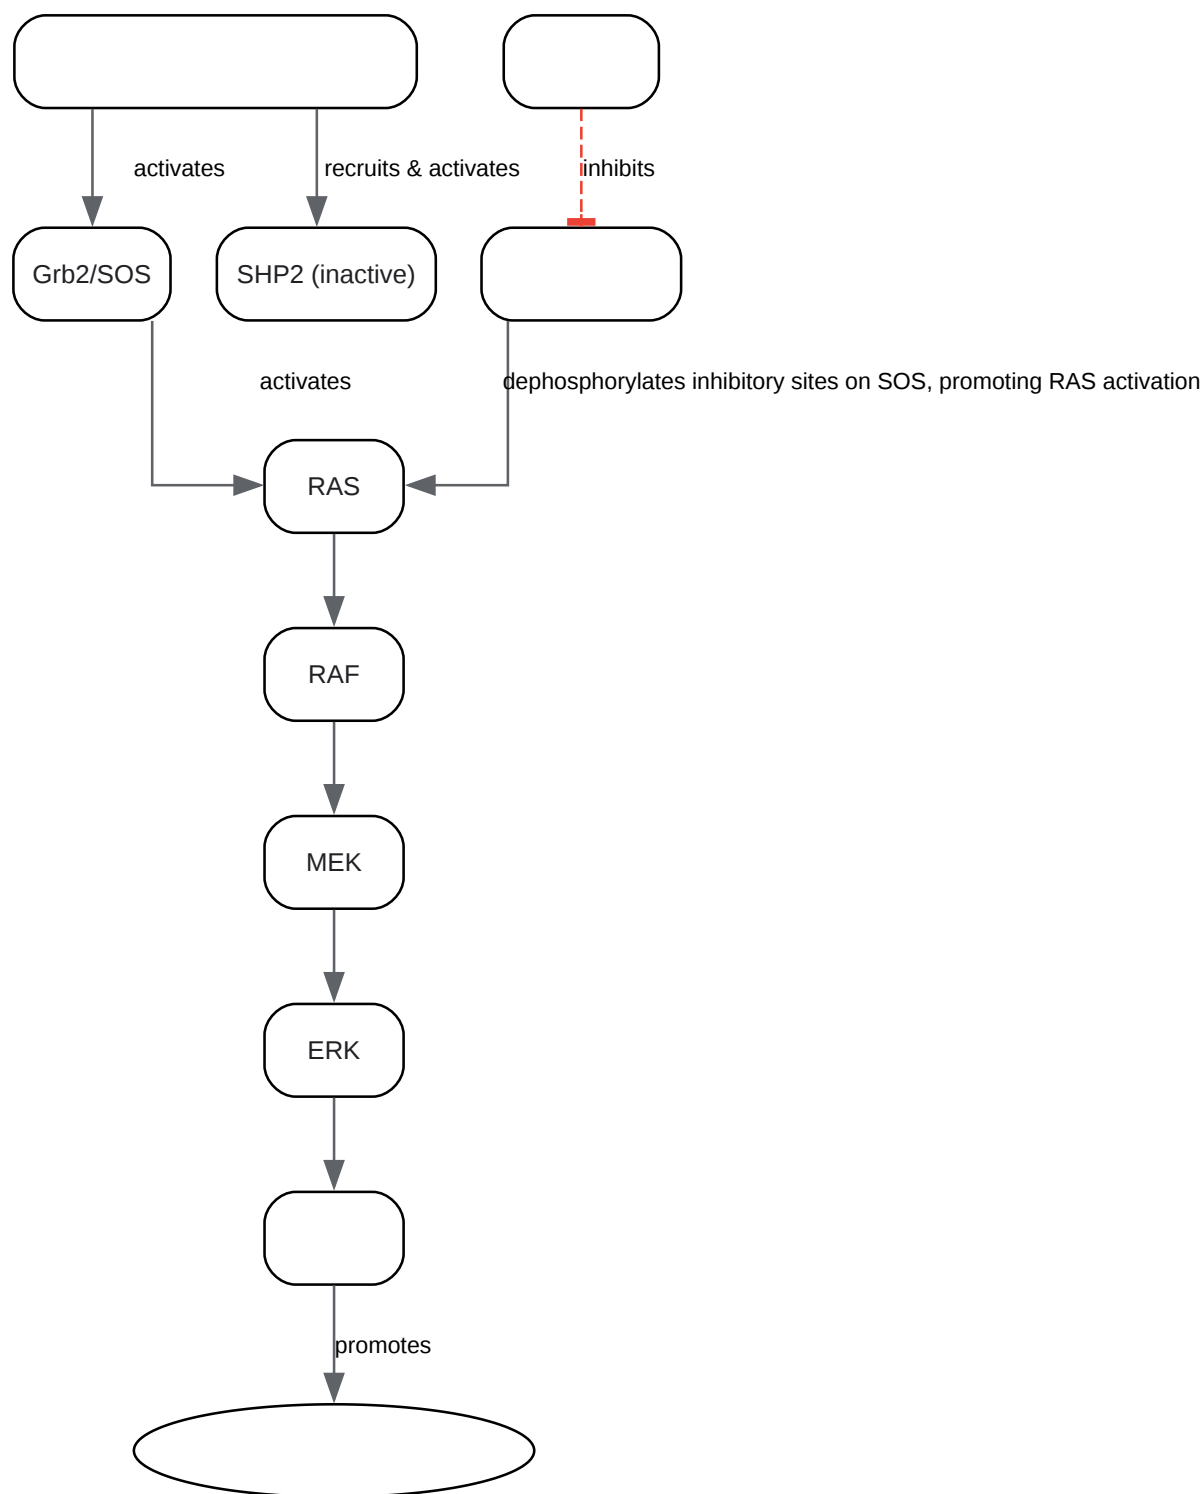 activates
recruits & activates
inhibits
Grb2/SOS
SHP2 (inactive)
activates
dephosphorylates inhibitory sites on SOS, promoting RAS activation
RAS
RAF
MEK
ERK
promotes